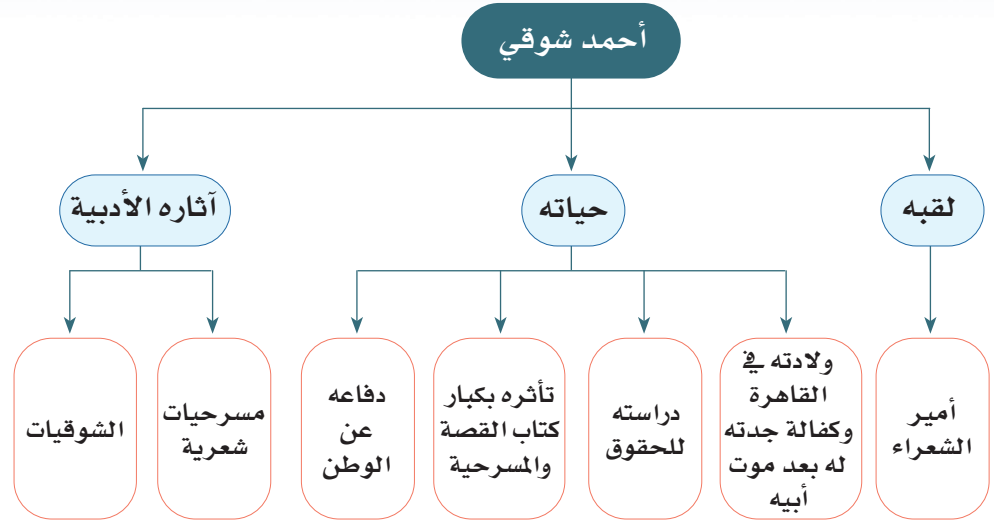 أحمد شوقي
لقبه
حياته
آثاره الأدبية
أمير
الشعراء
ولادته في
القاهرة
وكفالة جدته
له بعد موت
أبيه
دراسته
للحقوق
تأثره بكبار
كتاب القصة
والمسرحية
دفاعه
عن
الوطن
مسرحيات
شعرية
الشوقيات